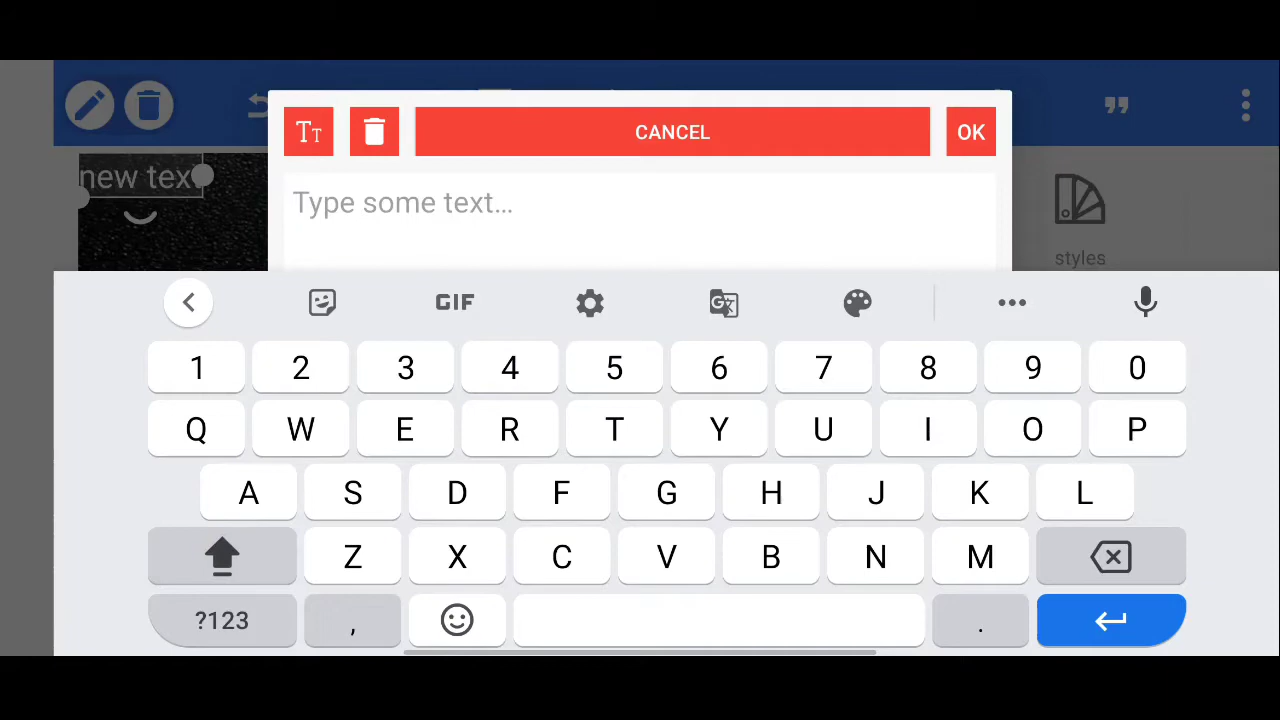 CANCEL OK
new text
Type some text...
styles
GIF
1 2 3 4 5 6 7 8 9 0
Q W E R T Y U I O P
A S D F G H J K L
Z X C V B N M
?123 , .